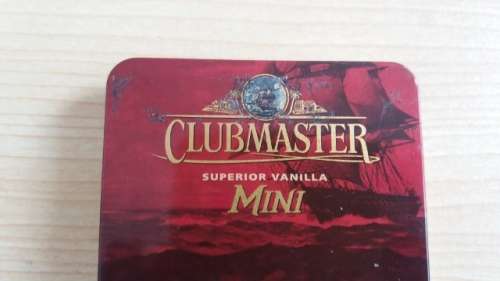 CLUBMASTER
SUPERIOR VANILLA
MINI